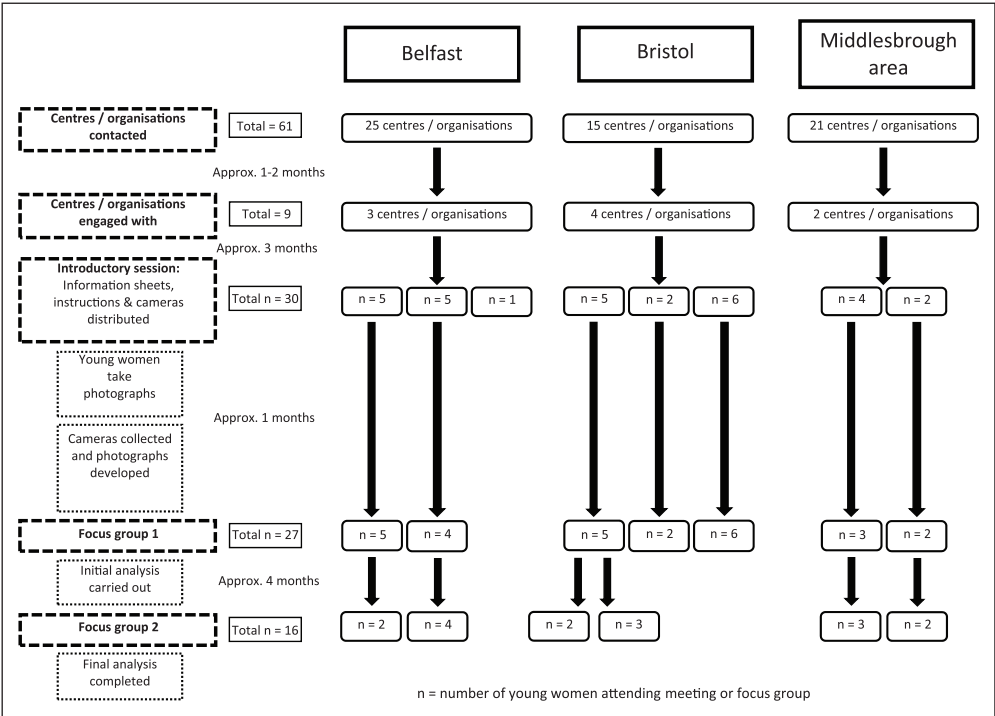 Belfast
Bristol
Middlesbrough
area
Centres / organisations
contacted
Total = 61
25 centres / organisations
15 centres / organisations
21 centres / organisations
Approx. 1-2 months
Centres / organisations
engaged with
Total = 9
3 centres / organisations
4 centres / organisations
2 centres / organisations
Approx. 3 months
Introductory session:
Information sheets,
instructions & cameras
distributed
Total n = 30
n = 5
n = 5
n = 1
n = 5
n = 2
n = 6
n = 4
n = 2
Young women
take
photographs
Approx. 1 months
Cameras collected
and photographs
developed
Focus group 1
Total n = 27
n = 5
n = 4
n = 5
n = 2
n = 6
n = 3
n = 2
Initial analysis
carried out
Approx. 4 months
Focus group 2
Total n = 16
n = 2
n = 4
n = 2
n = 3
n = 3
n = 2
Final analysis
completed
n = number of young women attending meeting or focus group